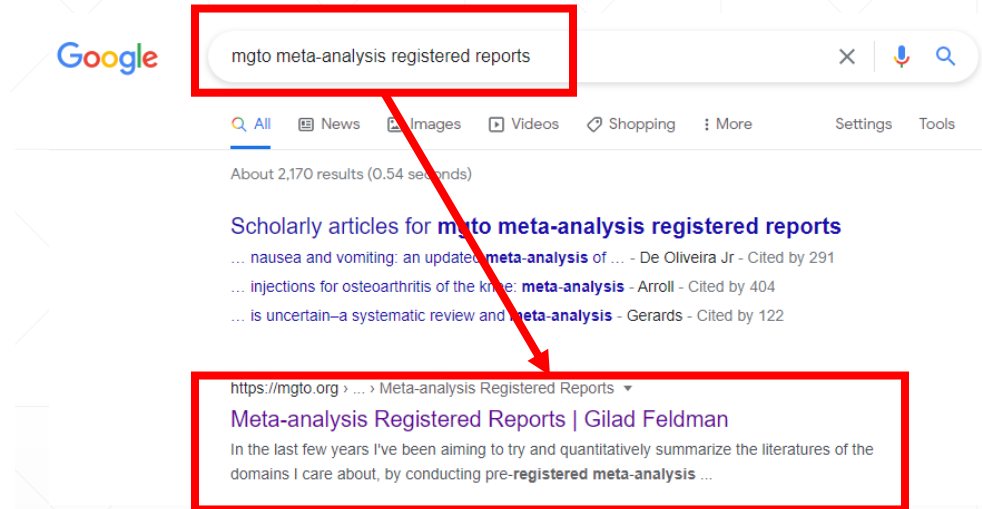 Google
mgto meta-analysis registered reports
All News Images Videos Shopping More Settings Tools
About 2,170 results (0.54 seconds)
Scholarly articles for mgto meta-analysis registered reports
... nausea and vomiting: an updated meta-analysis of ... - De Oliveira Jr - Cited by 291
... injections for osteoarthritis of the knee: meta-analysis - Arroll - Cited by 404
... is uncertain–a systematic review and meta-analysis - Gerards - Cited by 122
https://mgto.org › ... › Meta-analysis Registered Reports
Meta-analysis Registered Reports | Gilad Feldman
In the last few years I've been aiming to try and quantitatively summarize the literatures of the
domains I care about, by conducting pre-registered meta-analysis ...